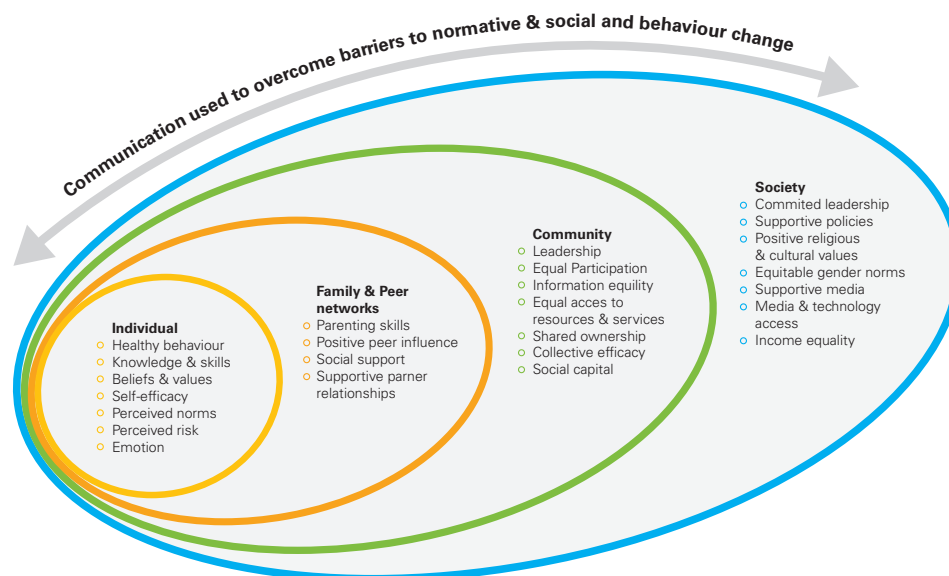 Communication used to overcome barriers to normative & social and behaviour change
Individual
Healthy behaviour
Knowledge & skills
Beliefs & values
Self-efficacy
Perceived norms
Perceived risk
Emotion
Family & Peer
networks
Parenting skills
Positive peer influence
Social support
Supportive parner
relationships
Community
Leadership
Equal Participation
Information equility
Equal acces to
resources & services
Shared ownership
Collective efficacy
Social capital
Society
Commited leadership
Supportive policies
Positive religious
& cultural values
Equitable gender norms
Supportive media
Media & technology
access
Income equality